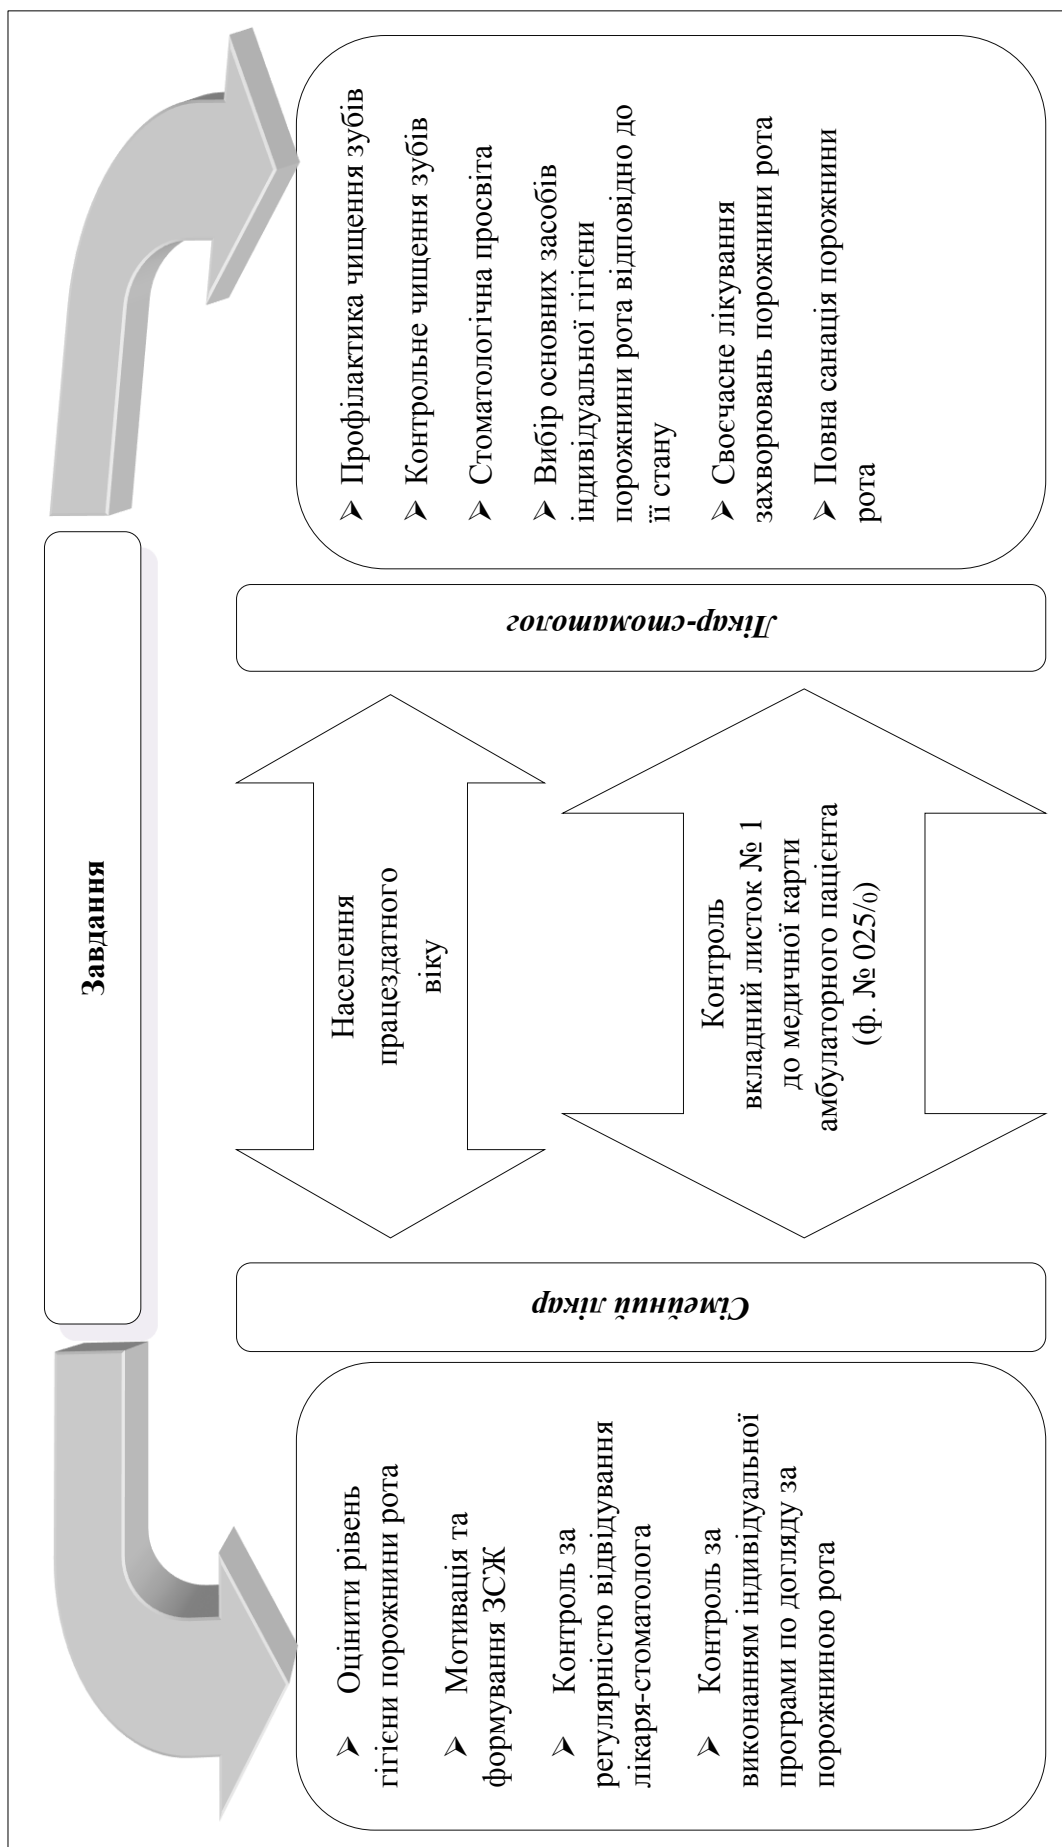 Завдання
Оцінити рівень
гігієни порожнини рота
Мотивація та
формування ЗСЖ
Контроль за
регулярністю відвідування
лікаря-стоматолога
Контроль за
виконанням індивідуальної
програми по догляду за
порожниною рота
Сімейний лікар
Населення
працездатного
віку
Контроль
вкладний листок № 1
до медичної карти
амбулаторного пацієнта
(ф. № 025/о)
Лікар-стоматолог
Профілактика чищення зубів
Контрольне чищення зубів
Стоматологічна просвіта
Вибір основних засобів
індивідуальної гігієни
порожнини рота відповідно до
її стану
Своєчасне лікування
захворювань порожнини рота
Повна санація порожнини
рота